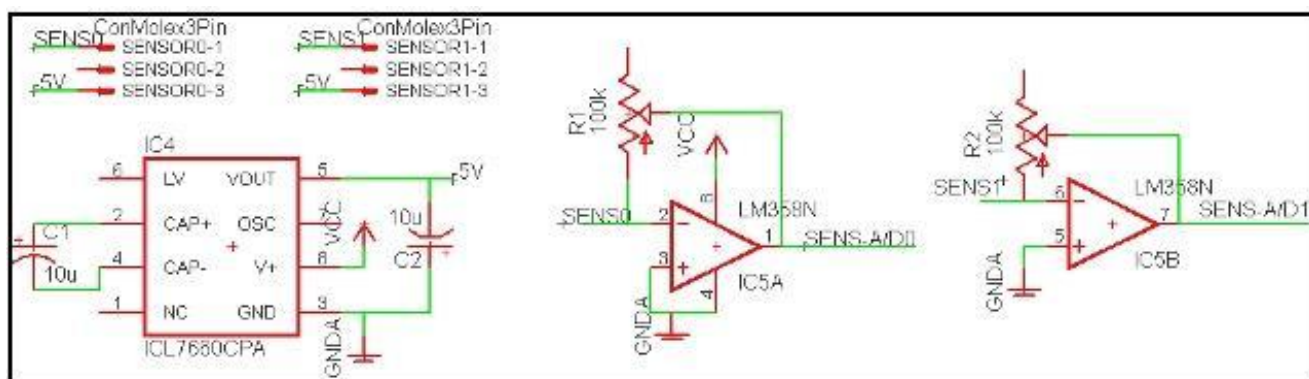 ConMolex3Pin
SENS0
SENSOR0-1
SENSOR0-2
-5V
SENSOR0-3
ConMolex3Pin
SENS1
SENSOR1-1
SENSOR1-2
-5V
SENSOR1-3
IC4
6 LV VOUT 5
-5V
2 CAP+ OSC 7
VCC
4 CAP- V+ 8
1 NC GND 3
ICL7660CPA
C1
10u
10u
C2
GNDA
R1
100k
VCC
SENS0
2
3
8
4
1
LM358N
SENS-A/D0
IC5A
GNDA
R2
100k
SENS1
6
5
7
LM358N
SENS-A/D1
IC5B
GNDA